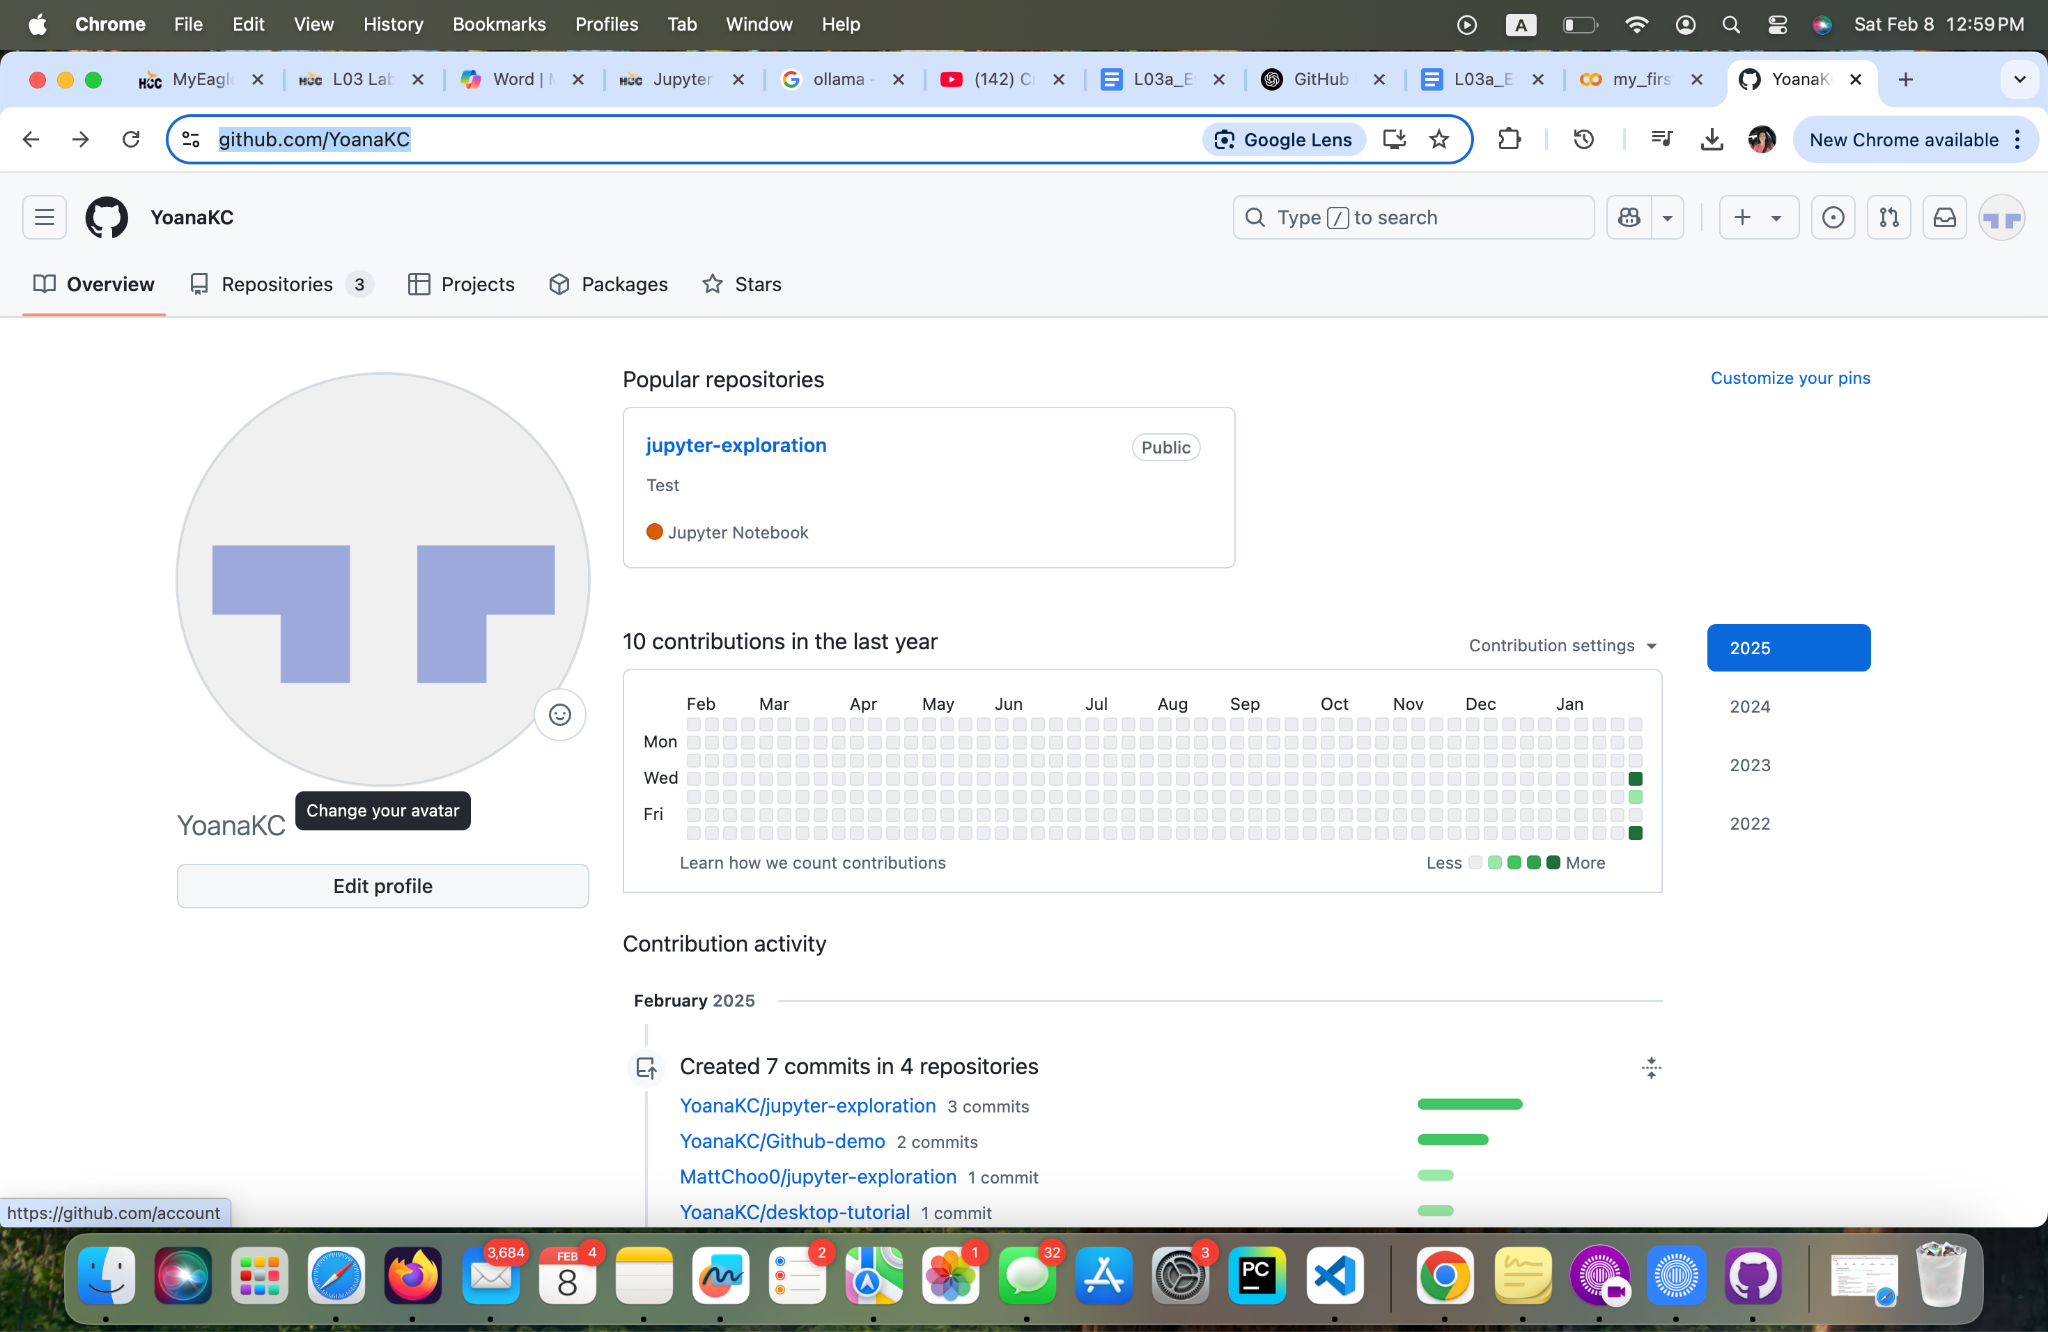 Chrome File Edit View History Bookmarks Profiles Tab Window Help A Sat Feb 8 12:59 PM
MyEagl L03 Lab Word | Jupyter ollama - (142) C L03a_E GitHub L03a_E my_firs YoanaK
github.com/YoanaKC Google Lens New Chrome available
YoanaKC Type / to search
Overview Repositories 3 Projects Packages Stars
Popular repositories Customize your pins
jupyter-exploration Public
Test
Jupyter Notebook
10 contributions in the last year Contribution settings 2025
2024
2023
2022
Feb Mar Apr May Jun Jul Aug Sep Oct Nov Dec Jan
Mon
Wed
Fri
Learn how we count contributions Less More
Change your avatar
YoanaKC
Edit profile
Contribution activity
February 2025
Created 7 commits in 4 repositories
YoanaKC/jupyter-exploration 3 commits
YoanaKC/Github-demo 2 commits
MattChoo0/jupyter-exploration 1 commit
YoanaKC/desktop-tutorial 1 commit
https://github.com/account
3,684 FEB 4 2 1 32 3
8 PC